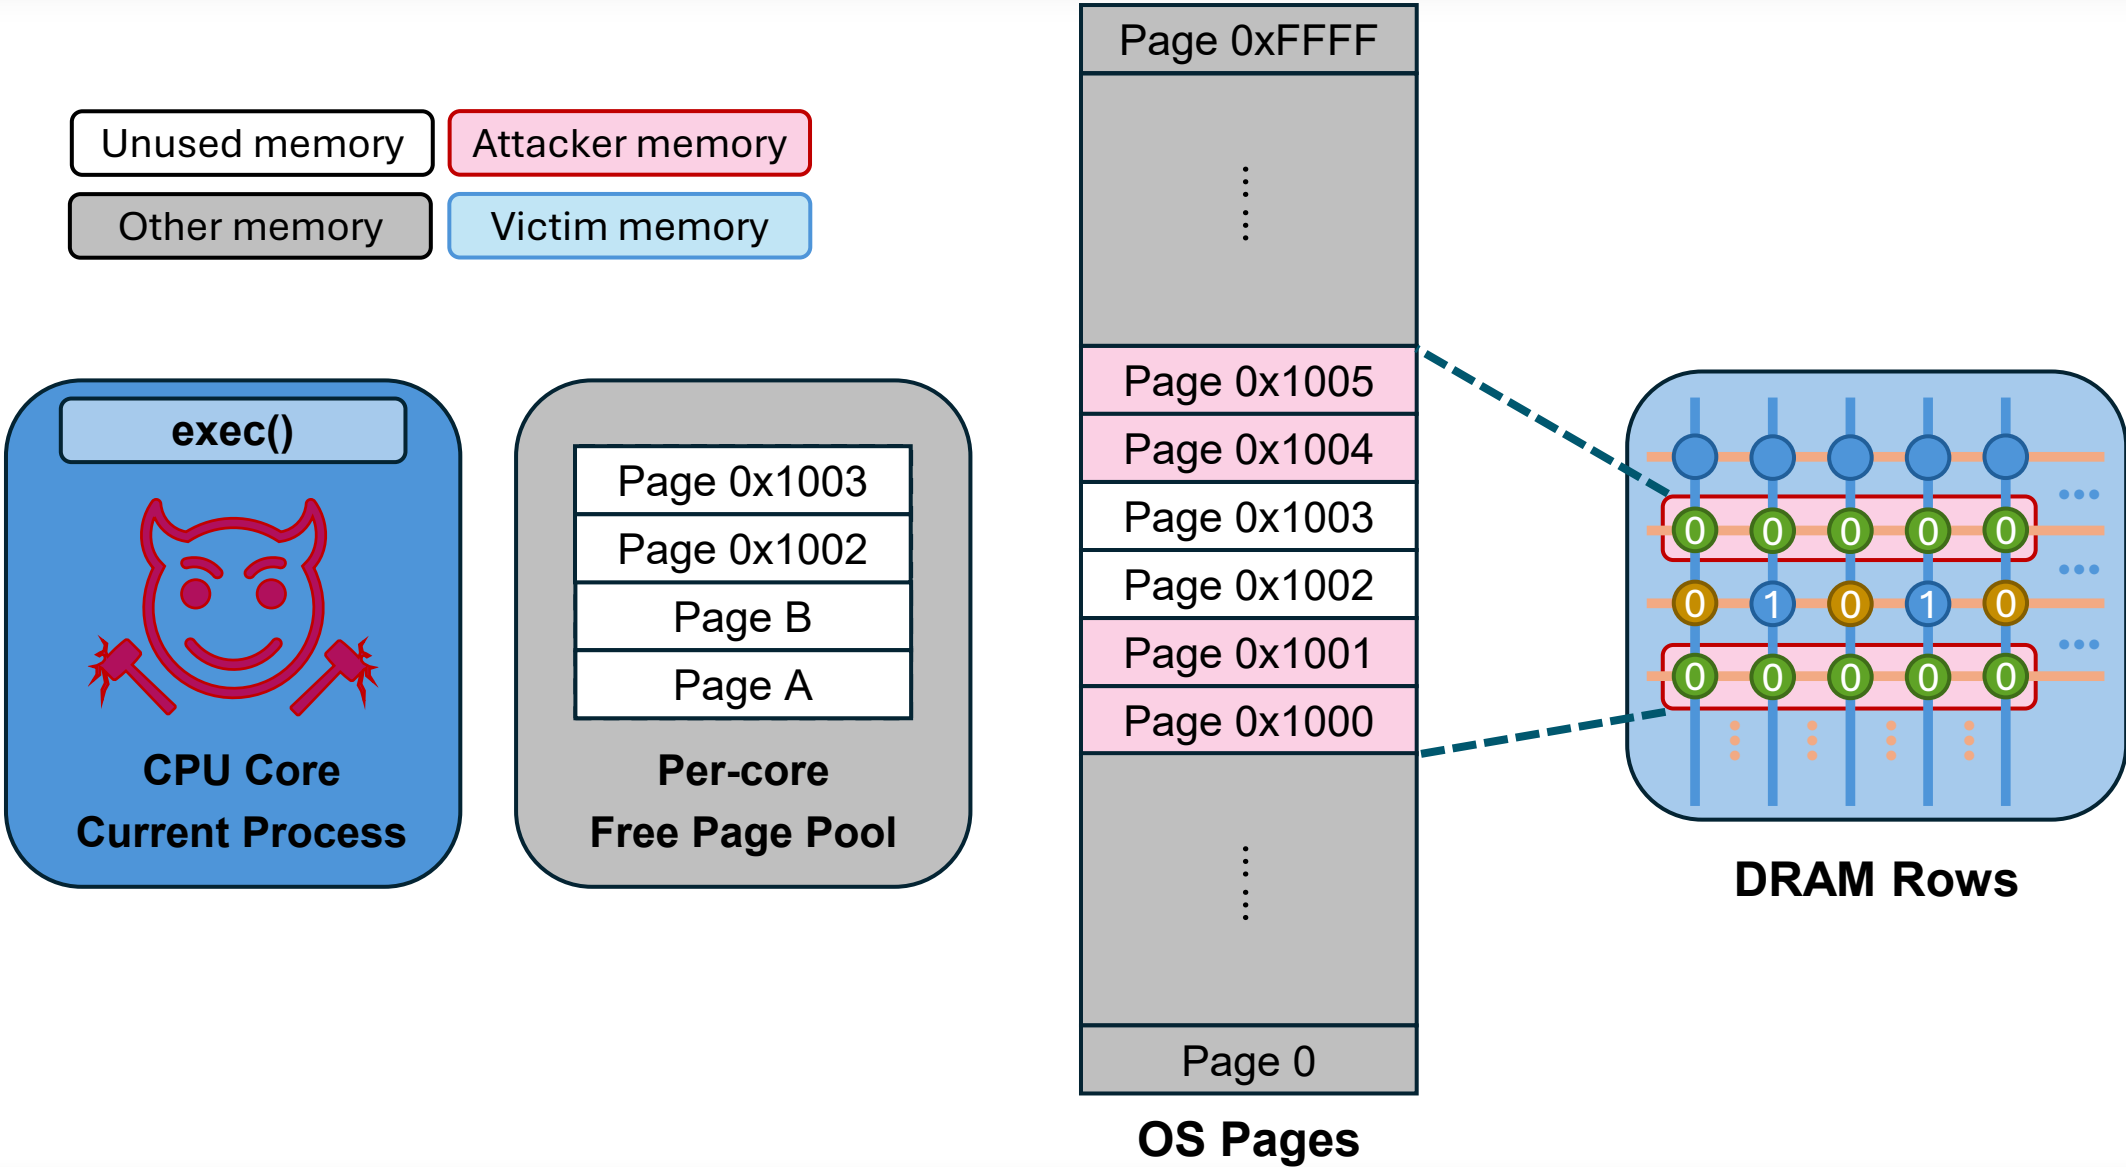 Unused memory
Attacker memory
Other memory
Victim memory
exec()
CPU Core
Current Process
Page 0x1003
Page 0x1002
Page B
Page A
Per-core
Free Page Pool
Page 0xFFFF
Page 0x1005
Page 0x1004
Page 0x1003
Page 0x1002
Page 0x1001
Page 0x1000
Page 0
OS Pages
0 0 0 0 0
0 1 0 1 0
0 0 0 0 0
DRAM Rows